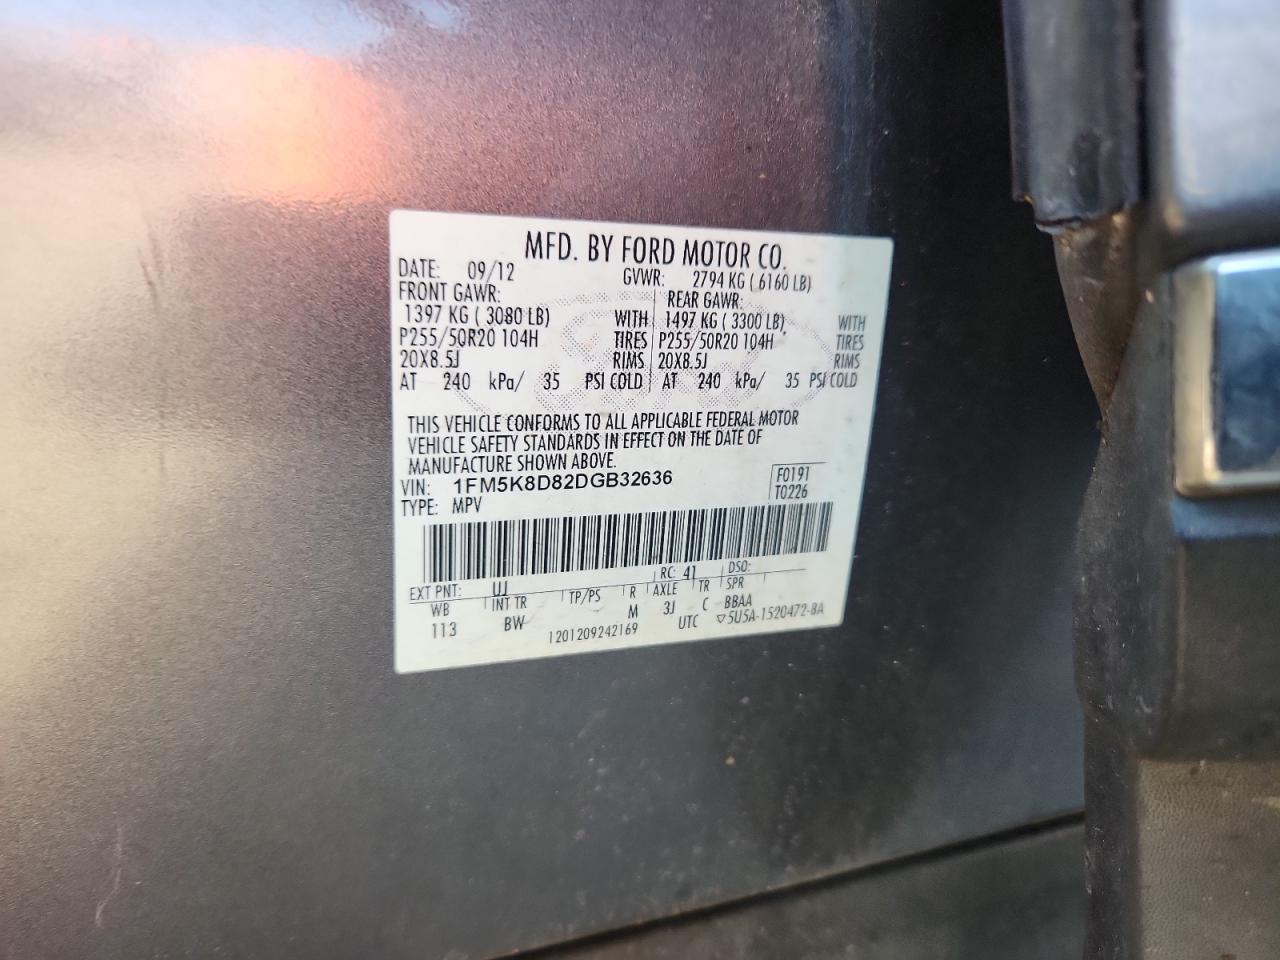 MFD. BY FORD MOTOR CO.
DATE: 09/12 GVWR: 2794 KG ( 6160 LB)
FRONT GAWR: REAR GAWR:
1397 KG ( 3080 LB) WITH 1497 KG ( 3300 LB) WITH
P255/50R20 104H TIRES P255/50R20 104H TIRES
20X8.5J RIMS 20X8.5J RIMS
AT 240 kPa/ 35 PSI COLD AT 240 kPa/ 35 PSI COLD
THIS VEHICLE CONFORMS TO ALL APPLICABLE FEDERAL MOTOR
VEHICLE SAFETY STANDARDS IN EFFECT ON THE DATE OF
MANUFACTURE SHOWN ABOVE.
VIN: 1FM5K8D82DGB32636 F0191
TYPE: MPV T0226
EXT PNT: UJ RC: 41 DSO:
WB INT TR TP/PS R AXLE TR SPR
113 BW M 3J C BBAA
1201209242169 UTC ▽5U5A-1520472-BA